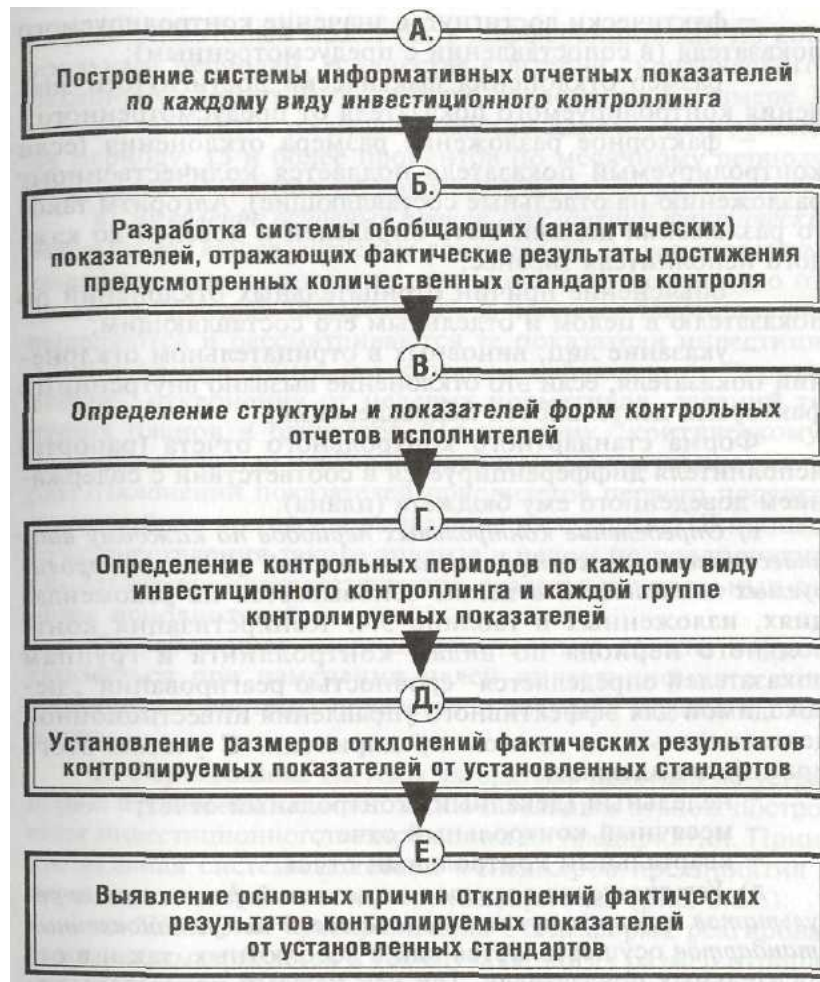 А.
Построение системы информативных отчетных показателей
по каждому виду инвестиционного контроллинга
Б.
Разработка системы обобщающих (аналитических)
показателей, отражающих фактические результаты достижения
предусмотренных количественных стандартов контроля
В.
Определение структуры и показателей форм контрольных
отчетов исполнителей
Г.
Определение контрольных периодов по каждому виду
инвестиционного контроллинга и каждой группе
контролируемых показателей
Д.
Установление размеров отклонений фактических результатов
контролируемых показателей от установленных стандартов
Е.
Выявление основных причин отклонений фактических
результатов контролируемых показателей
от установленных стандартов